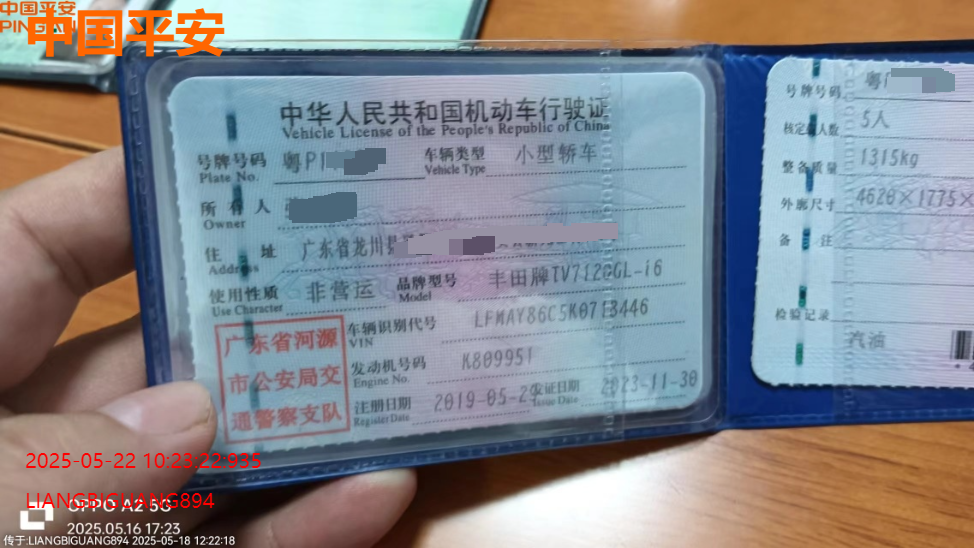 中国平安
PING
中国平安
中华人民共和国机动车行驶证
Vehicle License of the People's Republic of China
号牌号码 粤P 车辆类型 小型轿车
Plate No. Vehicle Type
所有人
Owner
住址 广东省龙川县
Address
使用性质 非营运 品牌型号 丰田牌TV7120GL-i6
Use Character Model
广东省河源
市公安局交
通警察支队
车辆识别代号
VIN
发动机号码 K809951
Engine No.
注册日期 发证日期 2023-11-30
Register Date Issue Date
号牌号码 粤
核定 人数 5人
整备质量 1315kg
外廓尺寸 4620×1775×
备注
检验记录
汽油
2025-05-22 10:23:22:935
LIANGBIGUANG894
OPPO A2 5G
2025.05.16 17:23
传于:LIANGBIGUANG894 2025-05-18 12:22:18